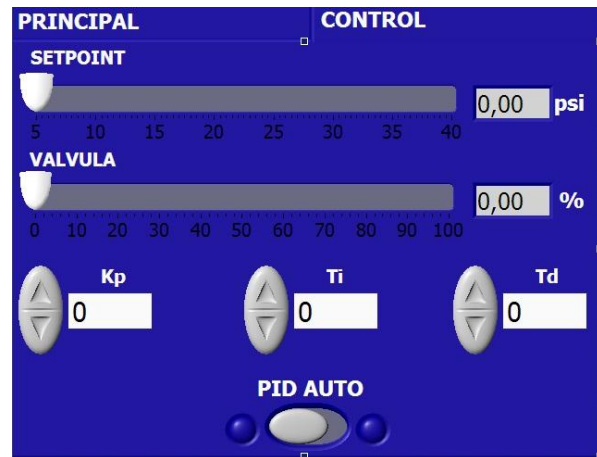 PRINCIPAL CONTROL
SETPOINT
0,00 psi
5 10 15 20 25 30 35 40
VALVULA
0,00 %
0 10 20 30 40 50 60 70 80 90 100
Kp Ti Td
0 0 0
PID AUTO